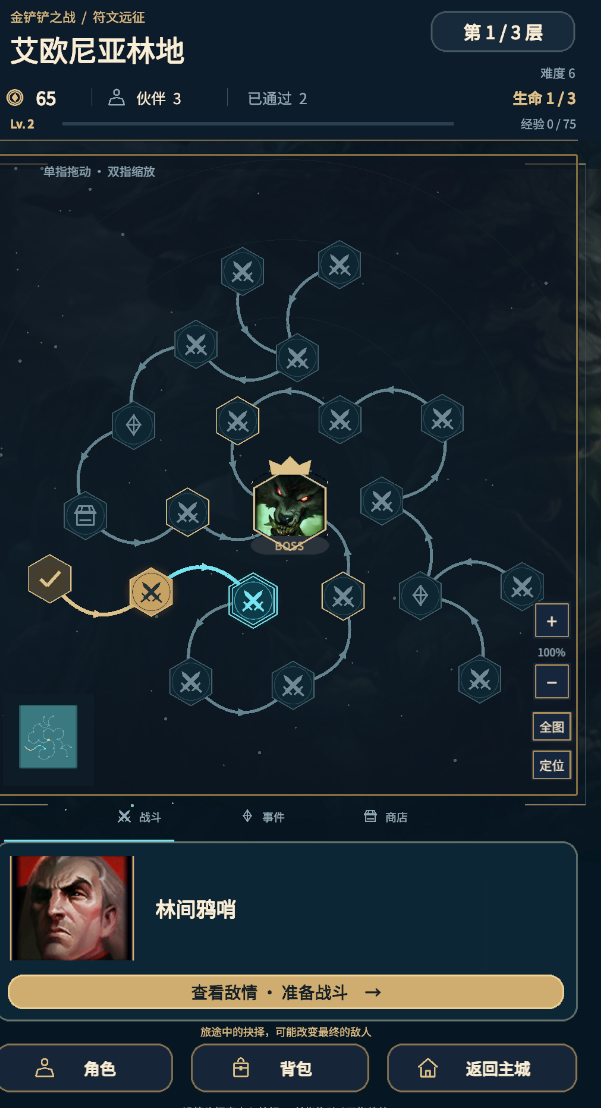 金铲铲之战 / 符文远征
艾欧尼亚林地
第 1 / 3 层
难度 6
65
伙伴 3
已通过 2
生命 1 / 3
Lv. 2
经验 0 / 75
单指拖动 · 双指缩放
BOSS
+
100%
−
全图
定位
战斗
事件
商店
林间鸦哨
查看敌情 · 准备战斗 →
旅途中的抉择，可能改变最终的敌人
角色
背包
返回主城